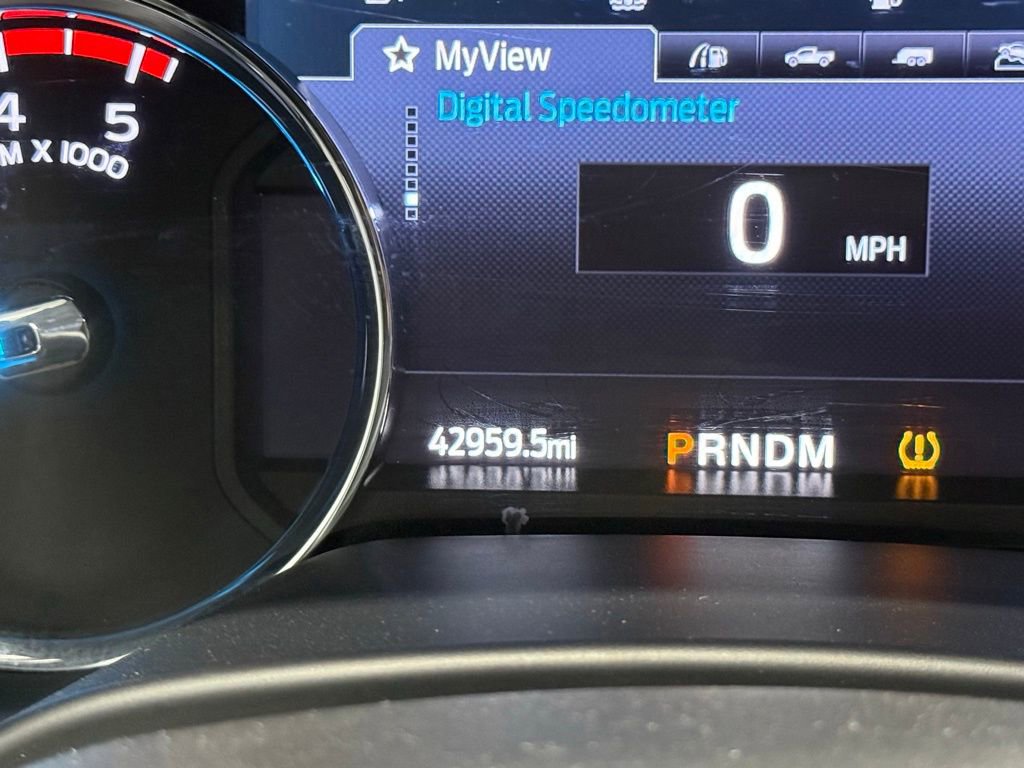 MyView
Digital Speedometer
4 5
M X 1000
0 MPH
42959.5mi PRNDM